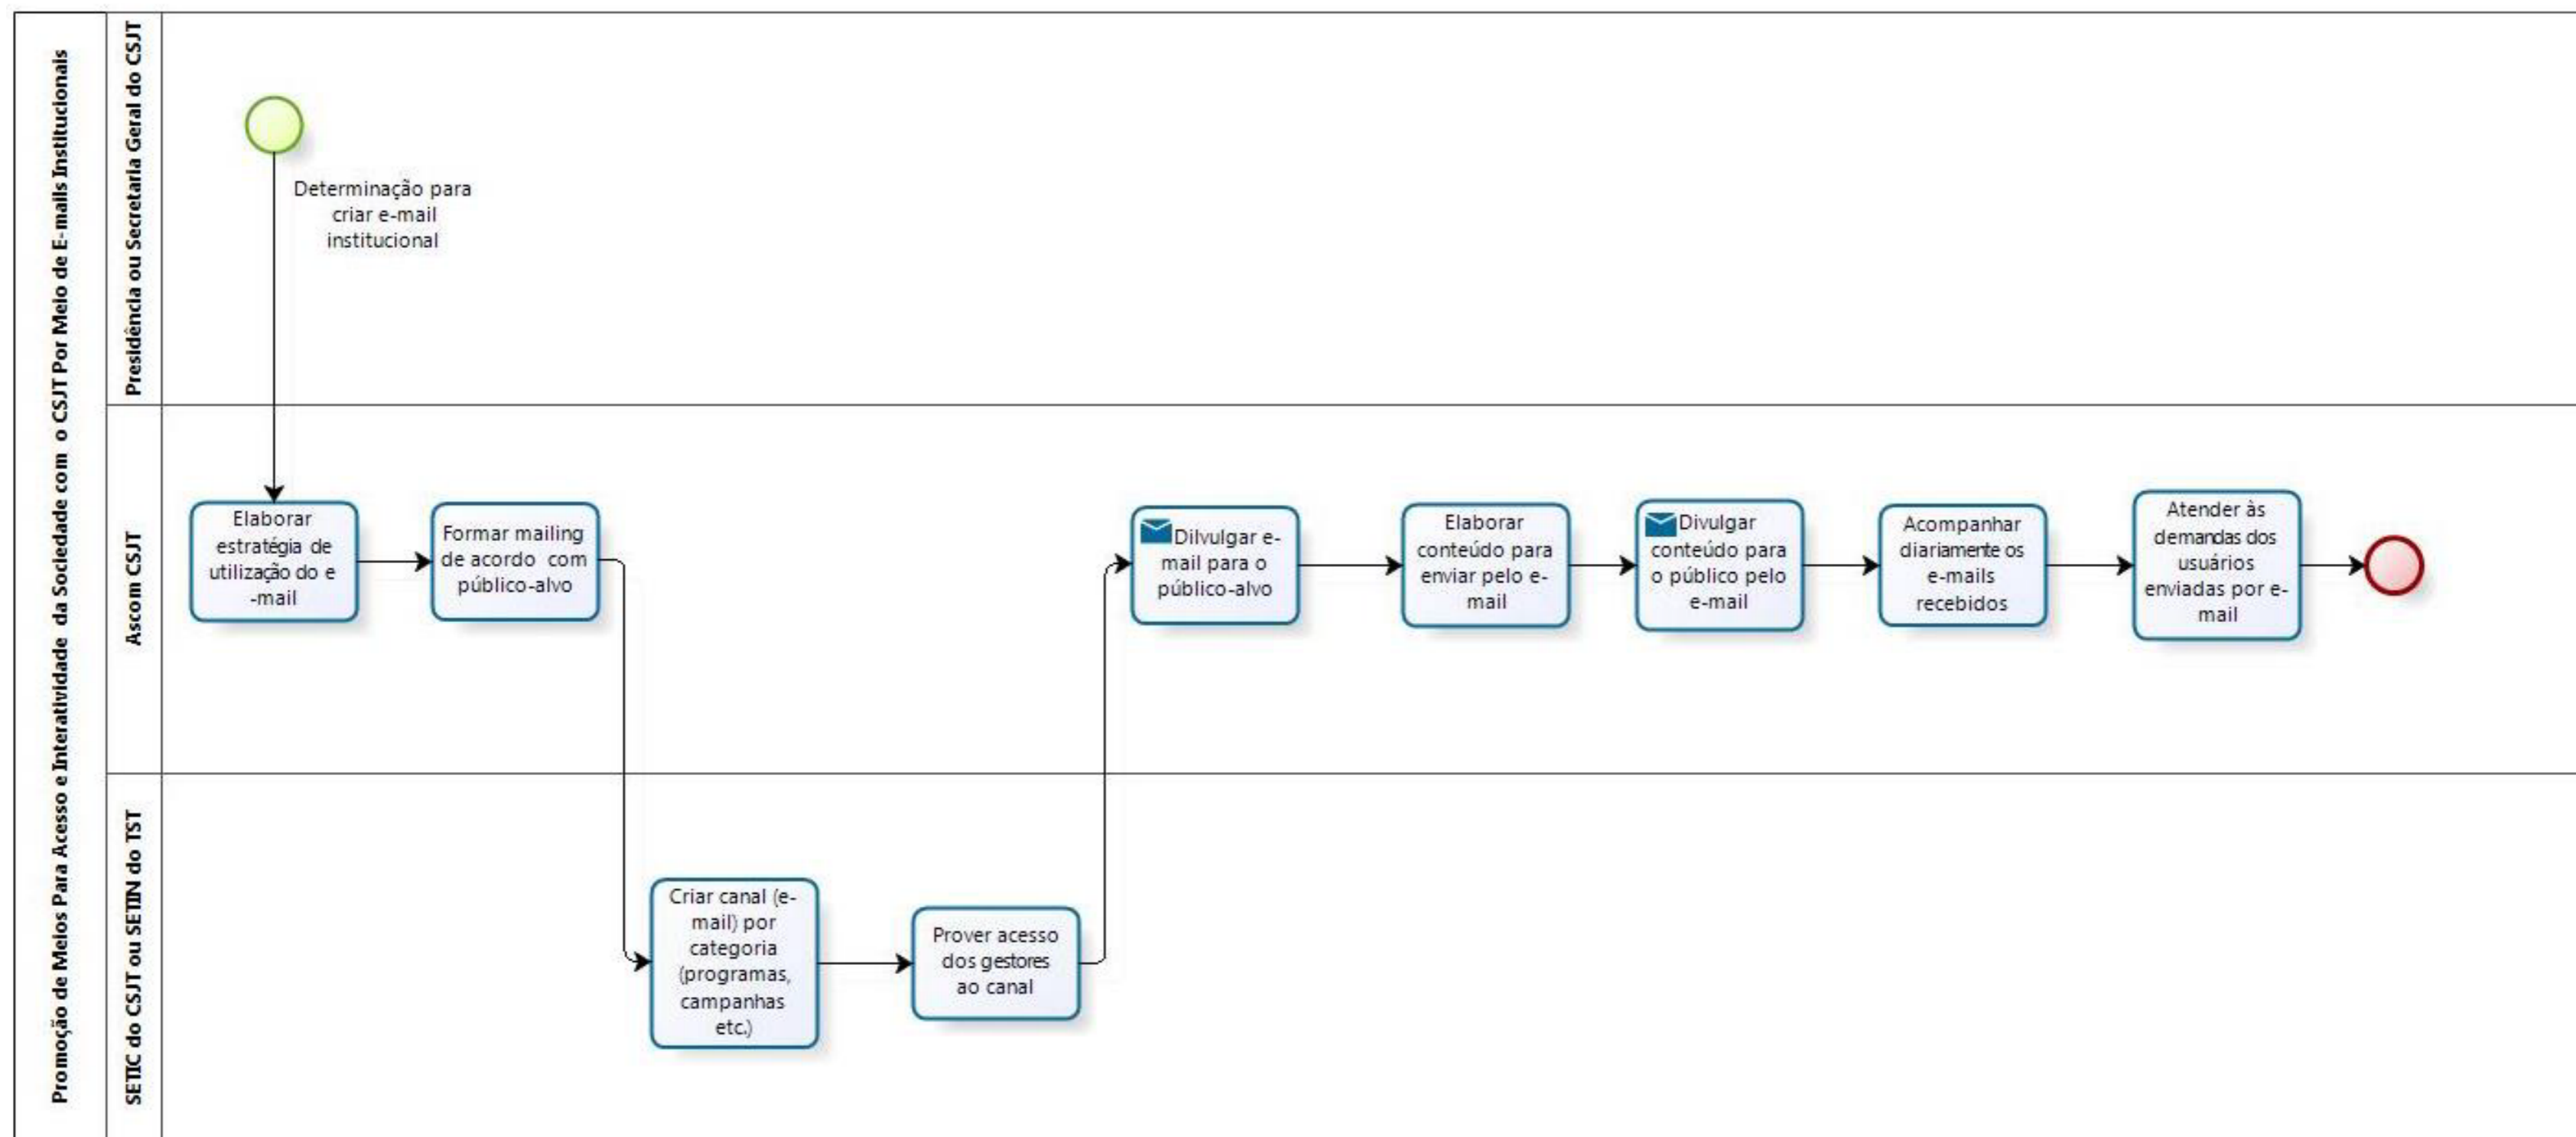 Promoção de Meios Para Acesso e Interatividade da Sociedade com o CSJT Por Meio de E-mails Institucionais
Presidência ou Secretaria Geral do CSJT
Determinação para
criar e-mail
institucional
Ascom CSJT
Elaborar
estratégia de
utilização do e
-mail
Formar mailing
de acordo com
público-alvo
Dilvulgar e-
mail para o
público-alvo
Elaborar
conteúdo para
enviar pelo e-
mail
Divulgar
conteúdo para
o público pelo
e-mail
Acompanhar
diariamente os
e-mails
recebidos
Atender às
demandas dos
usuários
enviadas por e-
mail
SETIC do CSJT ou SETIN do TST
Criar canal (e-
mail) por
categoria
(programas,
campanhas
etc.)
Prover acesso
dos gestores
ao canal